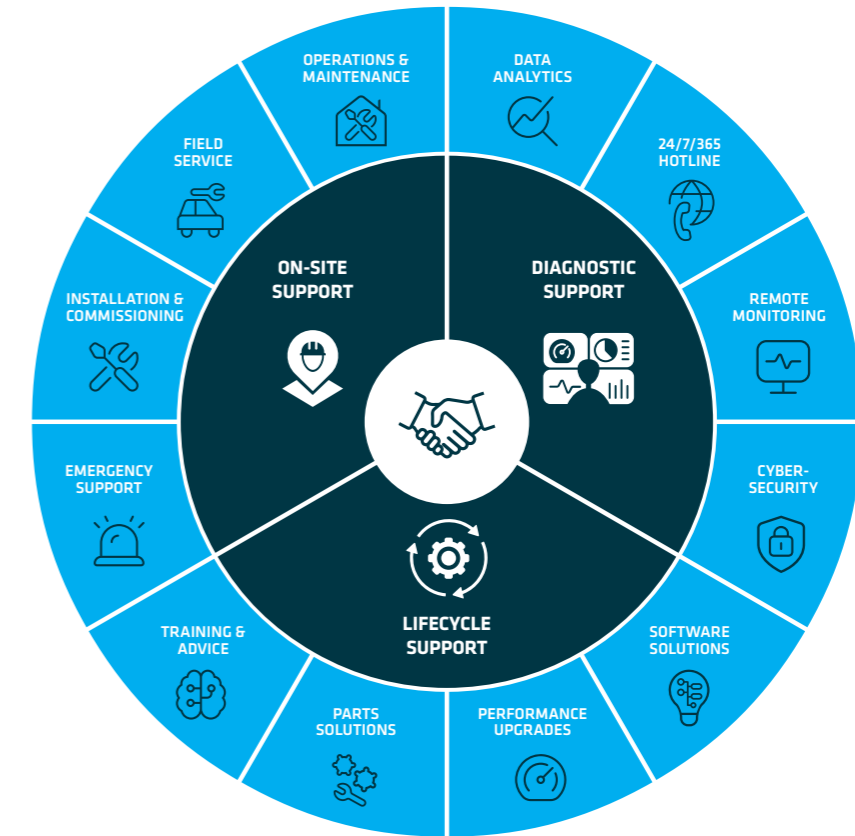 OPERATIONS &
MAINTENANCE
DATA
ANALYTICS
24/7/365
HOTLINE
REMOTE
MONITORING
CYBER-
SECURITY
SOFTWARE
SOLUTIONS
PERFORMANCE
UPGRADES
PARTS
SOLUTIONS
TRAINING &
ADVICE
EMERGENCY
SUPPORT
INSTALLATION &
COMMISSIONING
FIELD
SERVICE
ON-SITE
SUPPORT
DIAGNOSTIC
SUPPORT
LIFECYCLE
SUPPORT